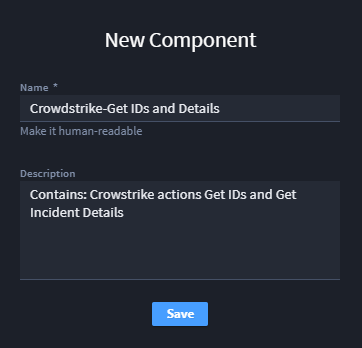 New Component
Name *
Crowdstrike-Get IDs and Details
Make it human-readable
Description
Contains: Crowstrike actions Get IDs and Get
Incident Details
Save